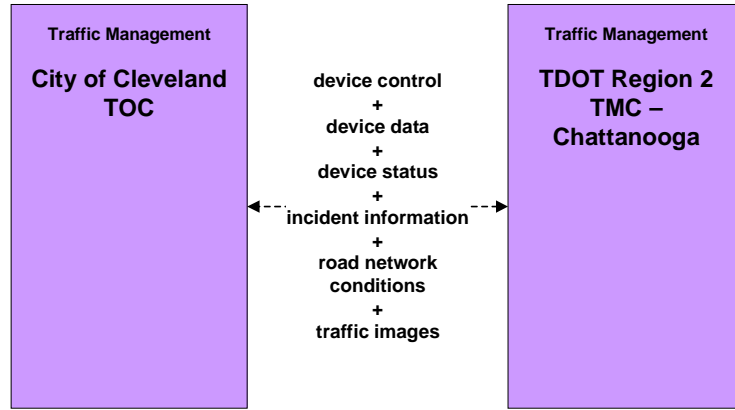 Traffic Management
City of Cleveland
TOC
device control
+
device data
+
device status
+
incident information
+
road network
conditions
+
traffic images
Traffic Management
TDOT Region 2
TMC –
Chattanooga